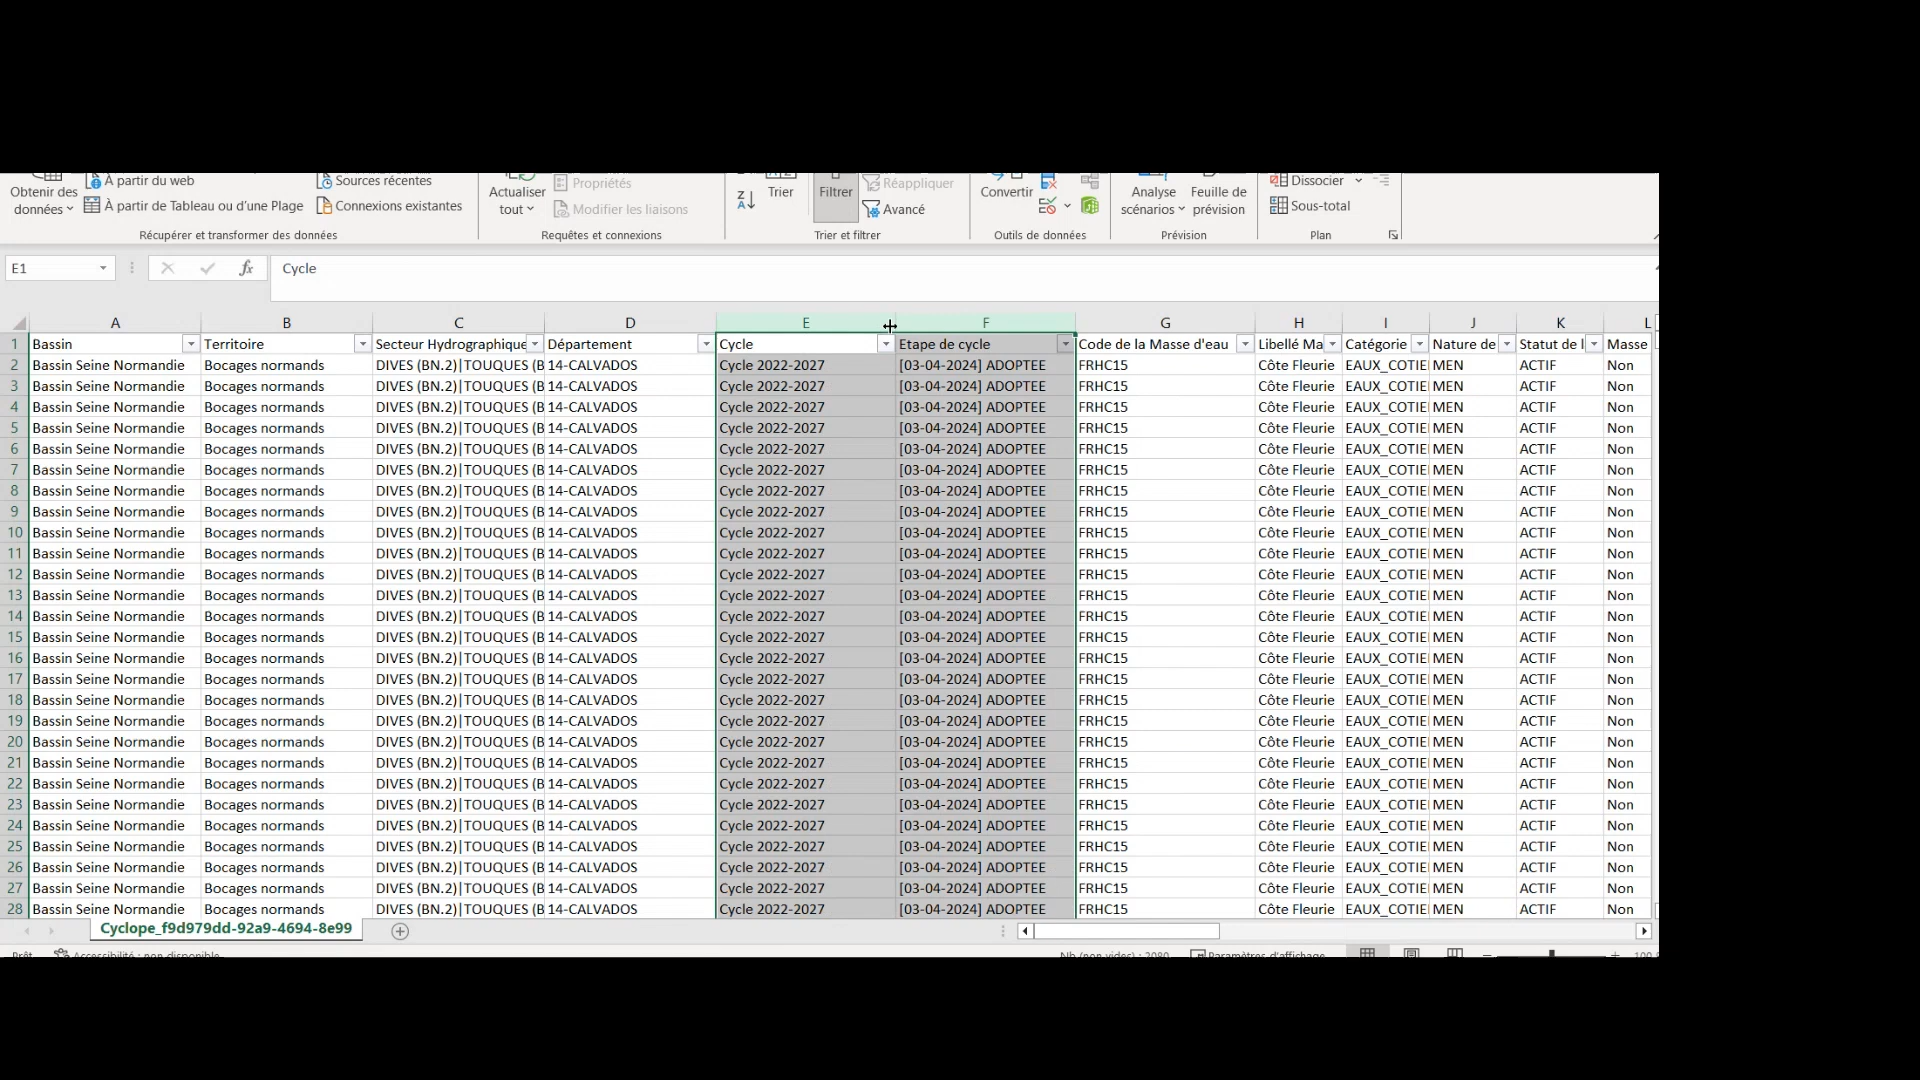 À partir du web
Sources récentes
Propriétés
Réappliquer
Dissocier
Obtenir des données
À partir de Tableau ou d'une Plage
Connexions existantes
Actualiser tout
Modifier les liaisons
Trier
Filtrer
Avancé
Convertir
Analyse scénarios
Feuille de prévision
Sous-total
Récupérer et transformer des données
Requêtes et connexions
Trier et filtrer
Outils de données
Prévision
Plan
E1 fx Cycle
A B C D E F G H I J K L
1 Bassin Territoire Secteur Hydrographique Département Cycle Etape de cycle Code de la Masse d'eau Libellé Ma Catégorie Nature de Statut de l Masse
2 Bassin Seine Normandie Bocages normands DIVES (BN.2)|TOUQUES (B 14-CALVADOS Cycle 2022-2027 [03-04-2024] ADOPTEE FRHC15 Côte Fleurie EAUX_COTIE MEN ACTIF Non
3 Bassin Seine Normandie Bocages normands DIVES (BN.2)|TOUQUES (B 14-CALVADOS Cycle 2022-2027 [03-04-2024] ADOPTEE FRHC15 Côte Fleurie EAUX_COTIE MEN ACTIF Non
4 Bassin Seine Normandie Bocages normands DIVES (BN.2)|TOUQUES (B 14-CALVADOS Cycle 2022-2027 [03-04-2024] ADOPTEE FRHC15 Côte Fleurie EAUX_COTIE MEN ACTIF Non
5 Bassin Seine Normandie Bocages normands DIVES (BN.2)|TOUQUES (B 14-CALVADOS Cycle 2022-2027 [03-04-2024] ADOPTEE FRHC15 Côte Fleurie EAUX_COTIE MEN ACTIF Non
6 Bassin Seine Normandie Bocages normands DIVES (BN.2)|TOUQUES (B 14-CALVADOS Cycle 2022-2027 [03-04-2024] ADOPTEE FRHC15 Côte Fleurie EAUX_COTIE MEN ACTIF Non
7 Bassin Seine Normandie Bocages normands DIVES (BN.2)|TOUQUES (B 14-CALVADOS Cycle 2022-2027 [03-04-2024] ADOPTEE FRHC15 Côte Fleurie EAUX_COTIE MEN ACTIF Non
8 Bassin Seine Normandie Bocages normands DIVES (BN.2)|TOUQUES (B 14-CALVADOS Cycle 2022-2027 [03-04-2024] ADOPTEE FRHC15 Côte Fleurie EAUX_COTIE MEN ACTIF Non
9 Bassin Seine Normandie Bocages normands DIVES (BN.2)|TOUQUES (B 14-CALVADOS Cycle 2022-2027 [03-04-2024] ADOPTEE FRHC15 Côte Fleurie EAUX_COTIE MEN ACTIF Non
10 Bassin Seine Normandie Bocages normands DIVES (BN.2)|TOUQUES (B 14-CALVADOS Cycle 2022-2027 [03-04-2024] ADOPTEE FRHC15 Côte Fleurie EAUX_COTIE MEN ACTIF Non
11 Bassin Seine Normandie Bocages normands DIVES (BN.2)|TOUQUES (B 14-CALVADOS Cycle 2022-2027 [03-04-2024] ADOPTEE FRHC15 Côte Fleurie EAUX_COTIE MEN ACTIF Non
12 Bassin Seine Normandie Bocages normands DIVES (BN.2)|TOUQUES (B 14-CALVADOS Cycle 2022-2027 [03-04-2024] ADOPTEE FRHC15 Côte Fleurie EAUX_COTIE MEN ACTIF Non
13 Bassin Seine Normandie Bocages normands DIVES (BN.2)|TOUQUES (B 14-CALVADOS Cycle 2022-2027 [03-04-2024] ADOPTEE FRHC15 Côte Fleurie EAUX_COTIE MEN ACTIF Non
14 Bassin Seine Normandie Bocages normands DIVES (BN.2)|TOUQUES (B 14-CALVADOS Cycle 2022-2027 [03-04-2024] ADOPTEE FRHC15 Côte Fleurie EAUX_COTIE MEN ACTIF Non
15 Bassin Seine Normandie Bocages normands DIVES (BN.2)|TOUQUES (B 14-CALVADOS Cycle 2022-2027 [03-04-2024] ADOPTEE FRHC15 Côte Fleurie EAUX_COTIE MEN ACTIF Non
16 Bassin Seine Normandie Bocages normands DIVES (BN.2)|TOUQUES (B 14-CALVADOS Cycle 2022-2027 [03-04-2024] ADOPTEE FRHC15 Côte Fleurie EAUX_COTIE MEN ACTIF Non
17 Bassin Seine Normandie Bocages normands DIVES (BN.2)|TOUQUES (B 14-CALVADOS Cycle 2022-2027 [03-04-2024] ADOPTEE FRHC15 Côte Fleurie EAUX_COTIE MEN ACTIF Non
18 Bassin Seine Normandie Bocages normands DIVES (BN.2)|TOUQUES (B 14-CALVADOS Cycle 2022-2027 [03-04-2024] ADOPTEE FRHC15 Côte Fleurie EAUX_COTIE MEN ACTIF Non
19 Bassin Seine Normandie Bocages normands DIVES (BN.2)|TOUQUES (B 14-CALVADOS Cycle 2022-2027 [03-04-2024] ADOPTEE FRHC15 Côte Fleurie EAUX_COTIE MEN ACTIF Non
20 Bassin Seine Normandie Bocages normands DIVES (BN.2)|TOUQUES (B 14-CALVADOS Cycle 2022-2027 [03-04-2024] ADOPTEE FRHC15 Côte Fleurie EAUX_COTIE MEN ACTIF Non
21 Bassin Seine Normandie Bocages normands DIVES (BN.2)|TOUQUES (B 14-CALVADOS Cycle 2022-2027 [03-04-2024] ADOPTEE FRHC15 Côte Fleurie EAUX_COTIE MEN ACTIF Non
22 Bassin Seine Normandie Bocages normands DIVES (BN.2)|TOUQUES (B 14-CALVADOS Cycle 2022-2027 [03-04-2024] ADOPTEE FRHC15 Côte Fleurie EAUX_COTIE MEN ACTIF Non
23 Bassin Seine Normandie Bocages normands DIVES (BN.2)|TOUQUES (B 14-CALVADOS Cycle 2022-2027 [03-04-2024] ADOPTEE FRHC15 Côte Fleurie EAUX_COTIE MEN ACTIF Non
24 Bassin Seine Normandie Bocages normands DIVES (BN.2)|TOUQUES (B 14-CALVADOS Cycle 2022-2027 [03-04-2024] ADOPTEE FRHC15 Côte Fleurie EAUX_COTIE MEN ACTIF Non
25 Bassin Seine Normandie Bocages normands DIVES (BN.2)|TOUQUES (B 14-CALVADOS Cycle 2022-2027 [03-04-2024] ADOPTEE FRHC15 Côte Fleurie EAUX_COTIE MEN ACTIF Non
26 Bassin Seine Normandie Bocages normands DIVES (BN.2)|TOUQUES (B 14-CALVADOS Cycle 2022-2027 [03-04-2024] ADOPTEE FRHC15 Côte Fleurie EAUX_COTIE MEN ACTIF Non
27 Bassin Seine Normandie Bocages normands DIVES (BN.2)|TOUQUES (B 14-CALVADOS Cycle 2022-2027 [03-04-2024] ADOPTEE FRHC15 Côte Fleurie EAUX_COTIE MEN ACTIF Non
28 Bassin Seine Normandie Bocages normands DIVES (BN.2)|TOUQUES (B 14-CALVADOS Cycle 2022-2027 [03-04-2024] ADOPTEE FRHC15 Côte Fleurie EAUX_COTIE MEN ACTIF Non
Cyclope_f9d979dd-92a9-4694-8e99
Prêt Accessibilité : non disponible Nb (non vides) : 2080 Paramètres d'affichage